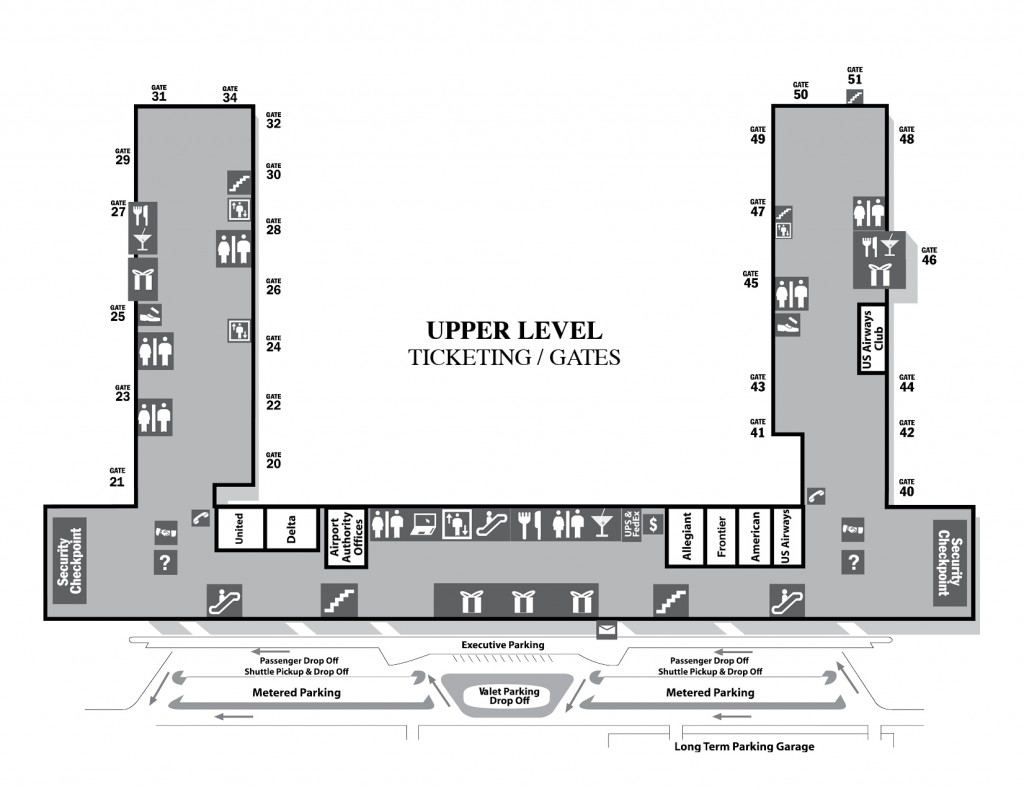 GATE
31
GATE
34
GATE
32
GATE
29
GATE
30
GATE
27
GATE
28
GATE
26
GATE
25
GATE
24
GATE
23
GATE
22
GATE
20
GATE
21
GATE
50
GATE
51
GATE
49
GATE
48
GATE
47
GATE
46
GATE
45
US Airways
Club
GATE
43
GATE
44
GATE
41
GATE
42
GATE
40
UPPER LEVEL
TICKETING / GATES
Security
Checkpoint
?
United
Delta
Airport
Authority
Offices
UPS &
FedEx
$
Allegiant
Frontier
American
US Airways
?
Security
Checkpoint
Executive Parking
Passenger Drop Off
Shuttle Pickup & Drop Off
Metered Parking
Valet Parking
Drop Off
Passenger Drop Off
Shuttle Pickup & Drop Off
Metered Parking
Long Term Parking Garage